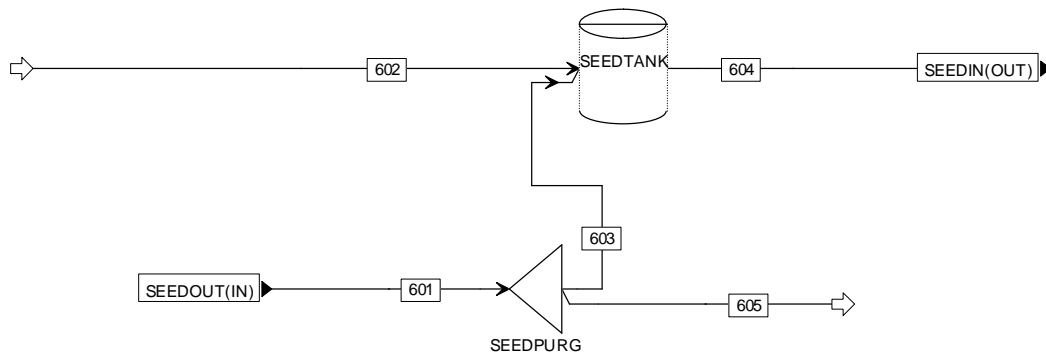 SEEDTANK
602
604
SEEDIN(OUT)
603
SEEDOUT(IN)
601
605
SEEDPURG